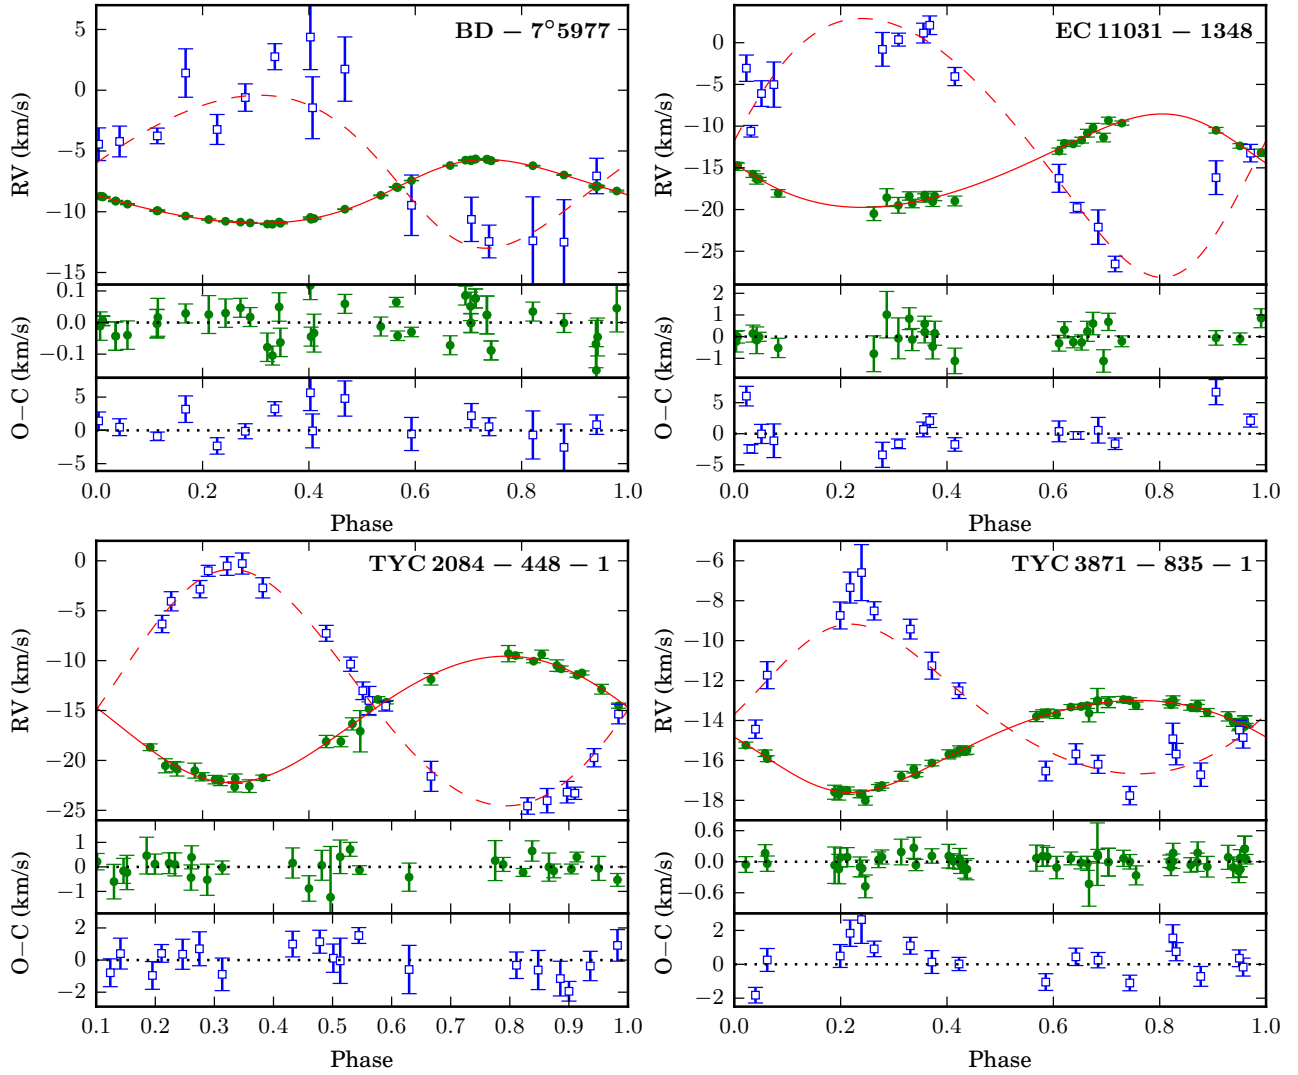 BD − 7°5977
5
0
−5
−10
−15
RV (km/s)
0.1
0.0
−0.1
5
0
−5
O−C (km/s)
0.0 0.2 0.4 0.6 0.8 1.0
Phase
EC 11031 − 1348
0
−5
−10
−15
−20
−25
RV (km/s)
2
1
0
−1
5
0
−5
O−C (km/s)
0.0 0.2 0.4 0.6 0.8 1.0
Phase
TYC 2084 − 448 − 1
0
−5
−10
−15
−20
−25
RV (km/s)
1
0
−1
2
0
−2
O−C (km/s)
0.1 0.2 0.3 0.4 0.5 0.6 0.7 0.8 0.9 1.0
Phase
TYC 3871 − 835 − 1
−6
−8
−10
−12
−14
−16
−18
RV (km/s)
0.6
0.0
−0.6
2
0
−2
O−C (km/s)
0.0 0.2 0.4 0.6 0.8 1.0
Phase